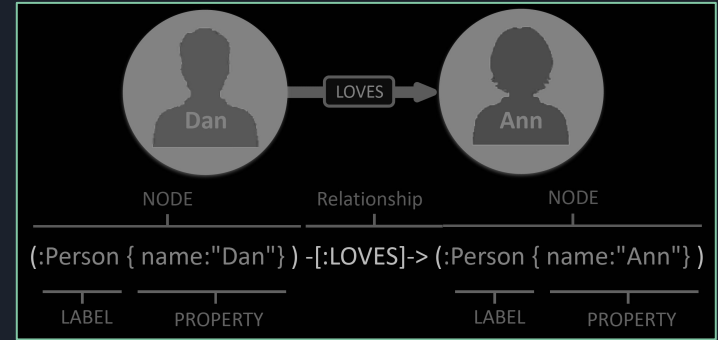 LOVES
Dan
Ann
NODE Relationship NODE
(:Person { name:"Dan"} ) -[:LOVES]-> (:Person { name:"Ann"} )
LABEL PROPERTY LABEL PROPERTY